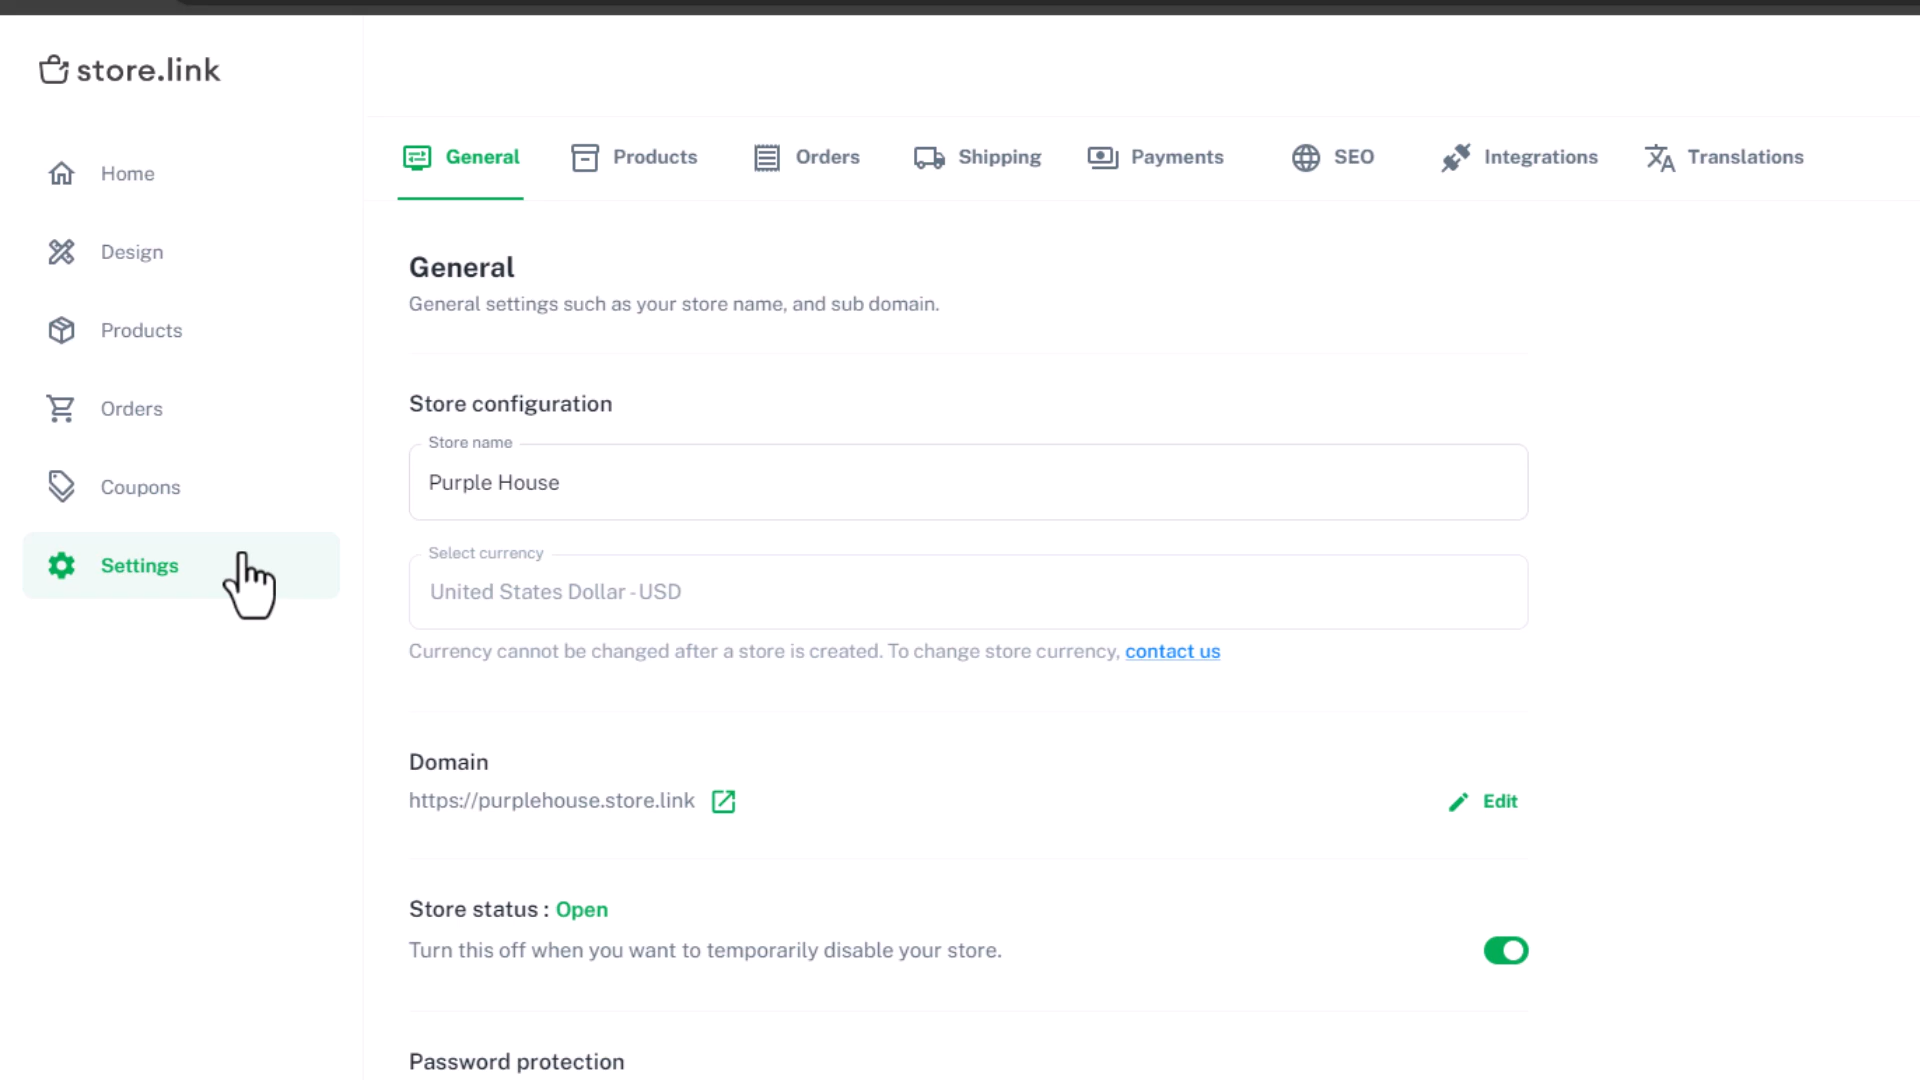 store.link
Home
Design
Products
Orders
Coupons
Settings
General
Products
Orders
Shipping
Payments
SEO
Integrations
Translations
General
General settings such as your store name, and sub domain.
Store configuration
Store name
Purple House
Select currency
United States Dollar - USD
Currency cannot be changed after a store is created. To change store currency, contact us
Domain
https://purplehouse.store.link
Edit
Store status : Open
Turn this off when you want to temporarily disable your store.
Password protection